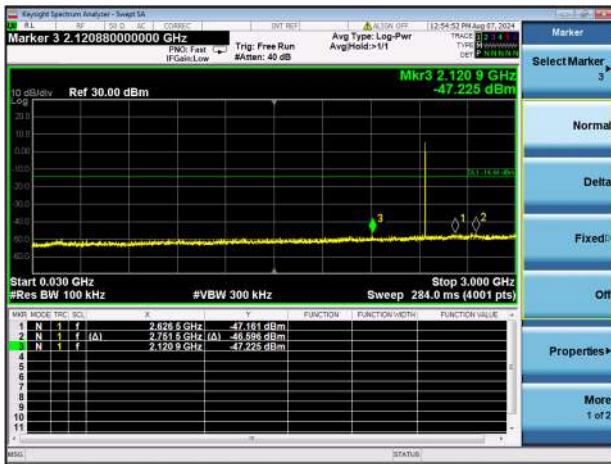 Keysight Spectrum Analyzer - Swept SA
RL RF 50 Ω AC CORREC INT REF ALIGN OFF 12:54:52 PM Aug 07, 2024
Marker 3 2.120880000000 GHz
PNO: Fast
IFGain:Low
Trig: Free Run
#Atten: 40 dB
Avg Type: Log-Pwr
Avg|Hold:>1/1
TRACE 1 2 3 4 5 6
TYPE M
DET P N N N N N
Mkr3 2.120 9 GHz
-47.225 dBm
10 dB/div Ref 30.00 dBm
Log
20.0
10.0
0.00
-10.0
-20.0
-30.0
-40.0
-50.0
-60.0
3
1
2
Start 0.030 GHz
Stop 3.000 GHz
#Res BW 100 kHz
#VBW 300 kHz
Sweep 284.0 ms (4001 pts)
MKR MODE TRC SCL X Y FUNCTION FUNCTION WIDTH FUNCTION VALUE
1 N 1 f 2.626 5 GHz -47.161 dBm
2 N 1 f (Δ) 2.751 5 GHz (Δ) -46.596 dBm
3 N 1 f 2.120 9 GHz -47.225 dBm
4
5
6
7
8
9
10
11
MSG
STATUS
Marker
Select Marker
3
Normal
Delta
Fixed
Off
Properties
More
1 of 2